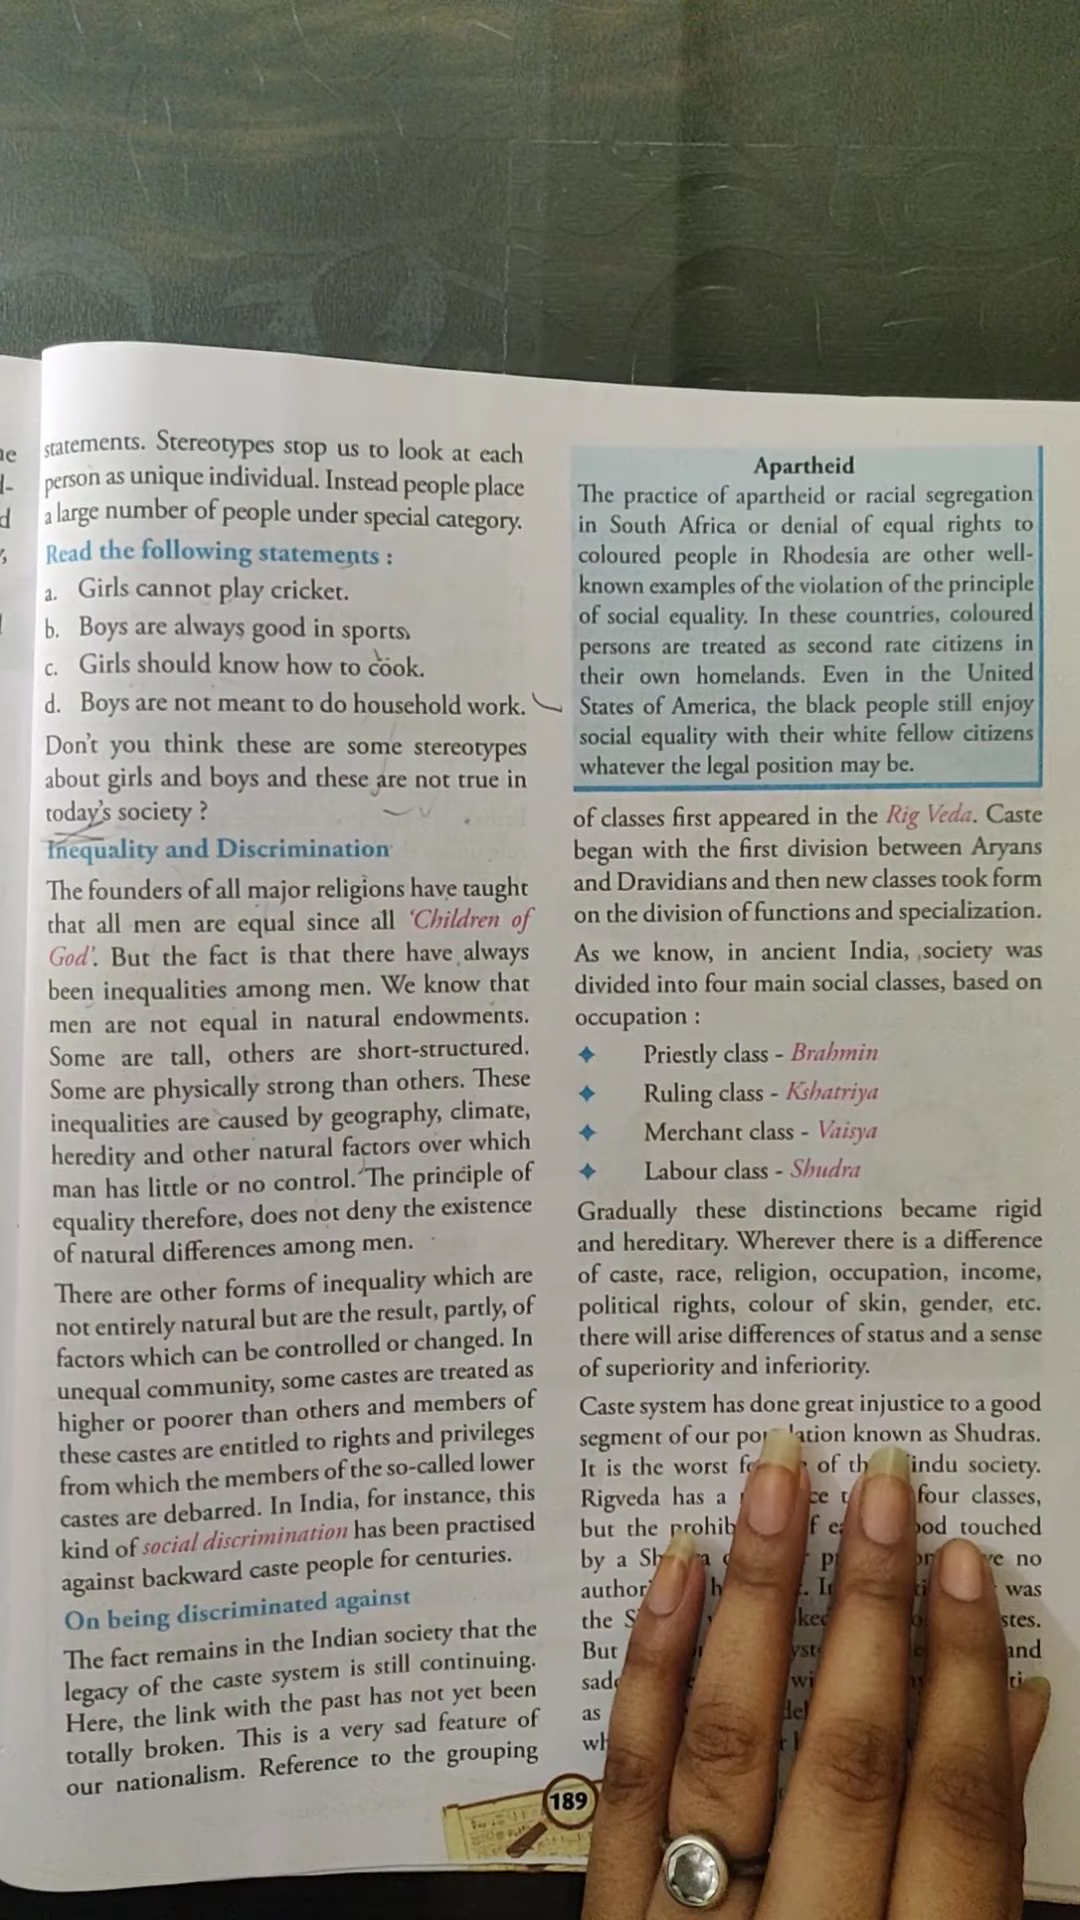 statements. Stereotypes stop us to look at each
person as unique individual. Instead people place
a large number of people under special category.
Read the following statements :
a. Girls cannot play cricket.
b. Boys are always good in sports,
c. Girls should know how to cook.
d. Boys are not meant to do household work.
Don't you think these are some stereotypes
about girls and boys and these are not true in
today's society ?
Inequality and Discrimination
The founders of all major religions have taught
that all men are equal since all 'Children of
God'. But the fact is that there have always
been inequalities among men. We know that
men are not equal in natural endowments.
Some are tall, others are short-structured.
Some are physically strong than others. These
inequalities are caused by geography, climate,
heredity and other natural factors over which
man has little or no control. The principle of
equality therefore, does not deny the existence
of natural differences among men.
There are other forms of inequality which are
not entirely natural but are the result, partly, of
factors which can be controlled or changed. In
unequal community, some castes are treated as
higher or poorer than others and members of
these castes are entitled to rights and privileges
from which the members of the so-called lower
castes are debarred. In India, for instance, this
kind of social discrimination has been practised
against backward caste people for centuries.
On being discriminated against
The fact remains in the Indian society that the
legacy of the caste system is still continuing.
Here, the link with the past has not yet been
totally broken. This is a very sad feature of
our nationalism. Reference to the grouping
Apartheid
The practice of apartheid or racial segregation
in South Africa or denial of equal rights to
coloured people in Rhodesia are other well-
known examples of the violation of the principle
of social equality. In these countries, coloured
persons are treated as second rate citizens in
their own homelands. Even in the United
States of America, the black people still enjoy
social equality with their white fellow citizens
whatever the legal position may be.
of classes first appeared in the Rig Veda. Caste
began with the first division between Aryans
and Dravidians and then new classes took form
on the division of functions and specialization.
As we know, in ancient India, society was
divided into four main social classes, based on
occupation :
Priestly class - Brahmin
Ruling class - Kshatriya
Merchant class - Vaisya
Labour class - Shudra
Gradually these distinctions became rigid
and hereditary. Wherever there is a difference
of caste, race, religion, occupation, income,
political rights, colour of skin, gender, etc.
there will arise differences of status and a sense
of superiority and inferiority.
Caste system has done great injustice to a good
segment of our population known as Shudras.
It is the worst of society.
Rigveda has a four classes,
but the touched
by a no
was
the
But and
as
189